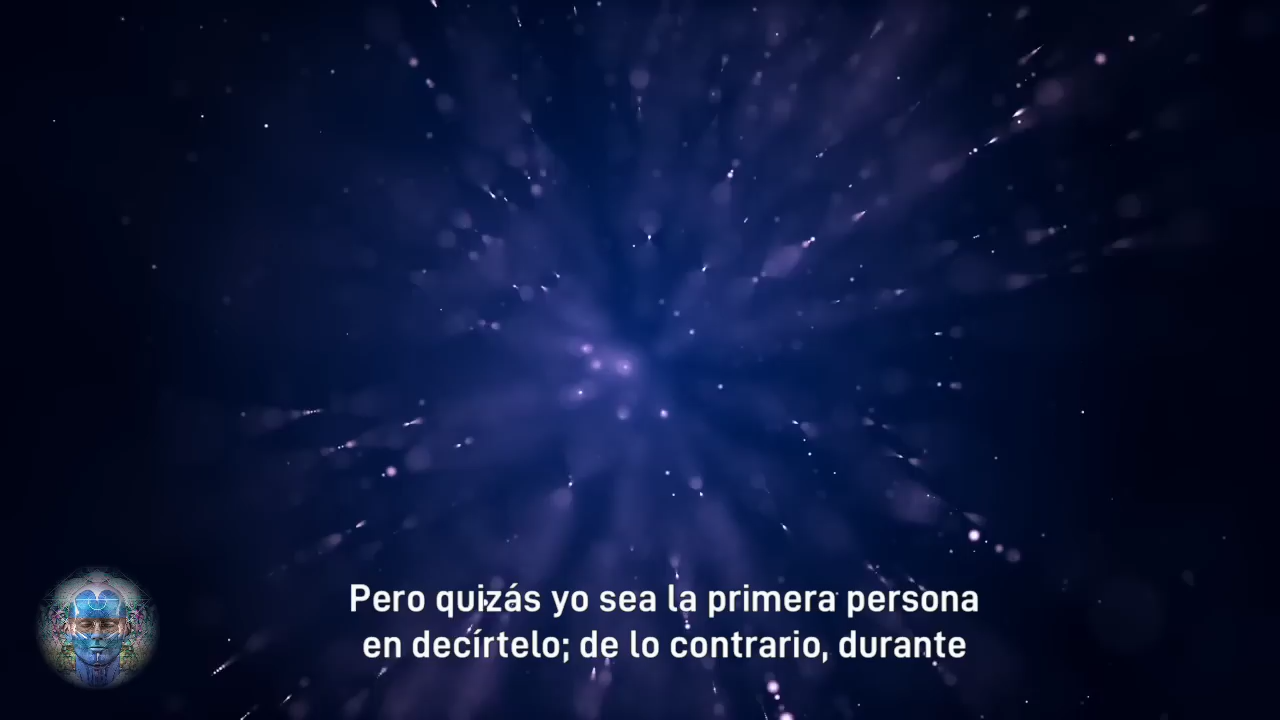 Pero quizás yo sea la primera persona
en decírtelo; de lo contrario, durante